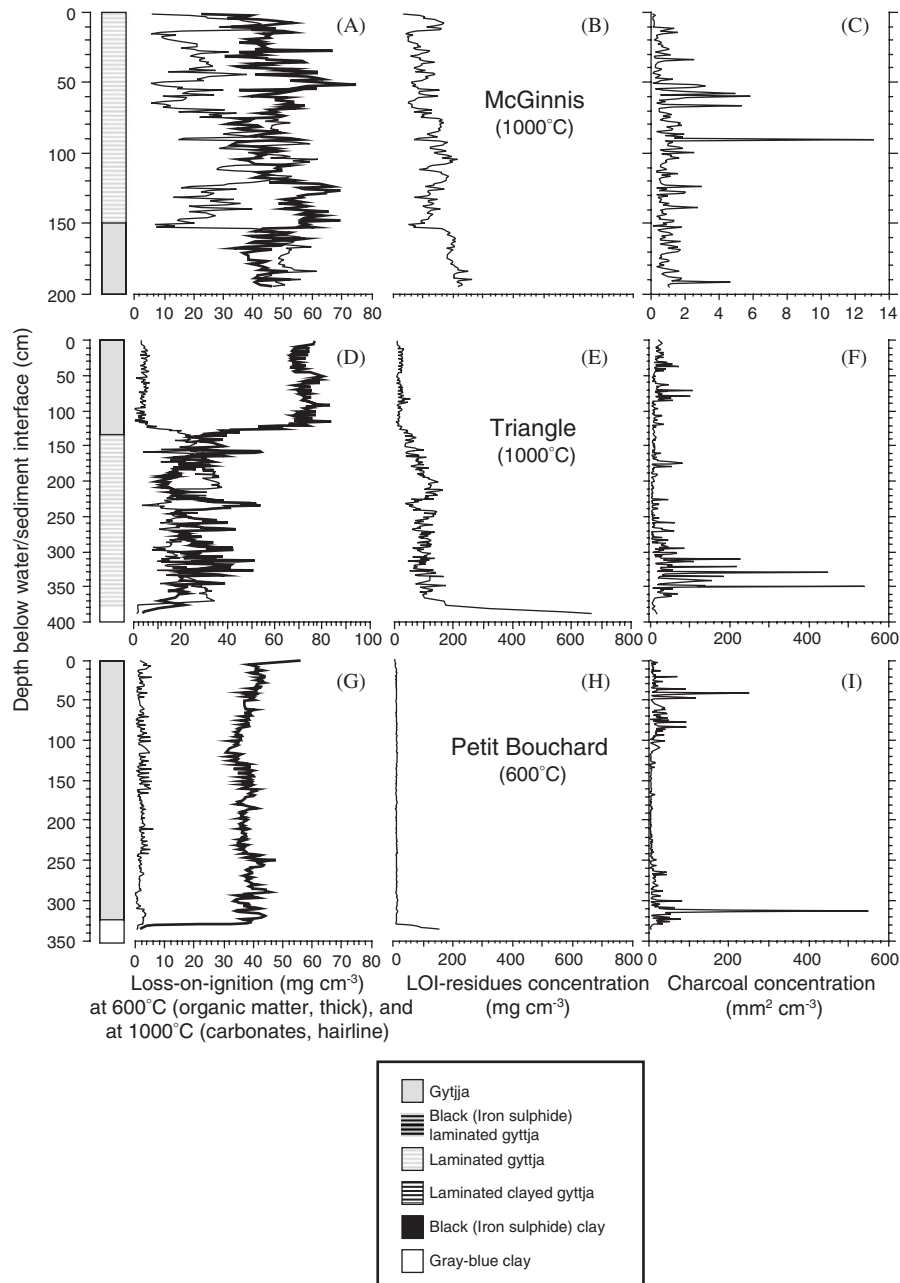 (A)
(B)
(C)
McGinnis
(1000°C)
0
50
100
150
200
0 10 20 30 40 50 60 70 80
0 2 4 6 8 10 12 14
Depth below water/sediment interface (cm)
(D)
(E)
(F)
Triangle
(1000°C)
0
50
100
150
200
250
300
350
400
0 20 40 60 80 100
0 200 400 600 800
0 200 400 600
(G)
(H)
(I)
Petit Bouchard
(600°C)
0
50
100
150
200
250
300
350
0 10 20 30 40 50 60 70 80
0 200 400 600 800
0 200 400 600
Loss-on-ignition (mg cm-3)
at 600°C (organic matter, thick), and
at 1000°C (carbonates, hairline)
LOI-residues concentration
(mg cm-3)
Charcoal concentration
(mm2 cm-3)
Gytjja
Black (Iron sulphide)
laminated gyttja
Laminated gyttja
Laminated clayed gyttja
Black (Iron sulphide) clay
Gray-blue clay